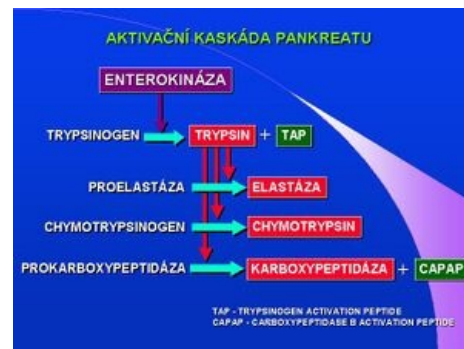 AKTIVAČNÍ KASKÁDA PANKREATU
ENTEROKINÁZA
TRYPSINOGEN TRYPSIN + TAP
PROELASTÁZA ELASTÁZA
CHYMOTRYPSINOGEN CHYMOTRYPSIN
PROKARBOXYPEPTIDÁZA KARBOXYPEPTIDÁZA + CAPAP
TAP - TRYPSINOGEN ACTIVATION PEPTIDE
CAPAP - CARBOXYPEPTIDASE B ACTIVATION PEPTIDE